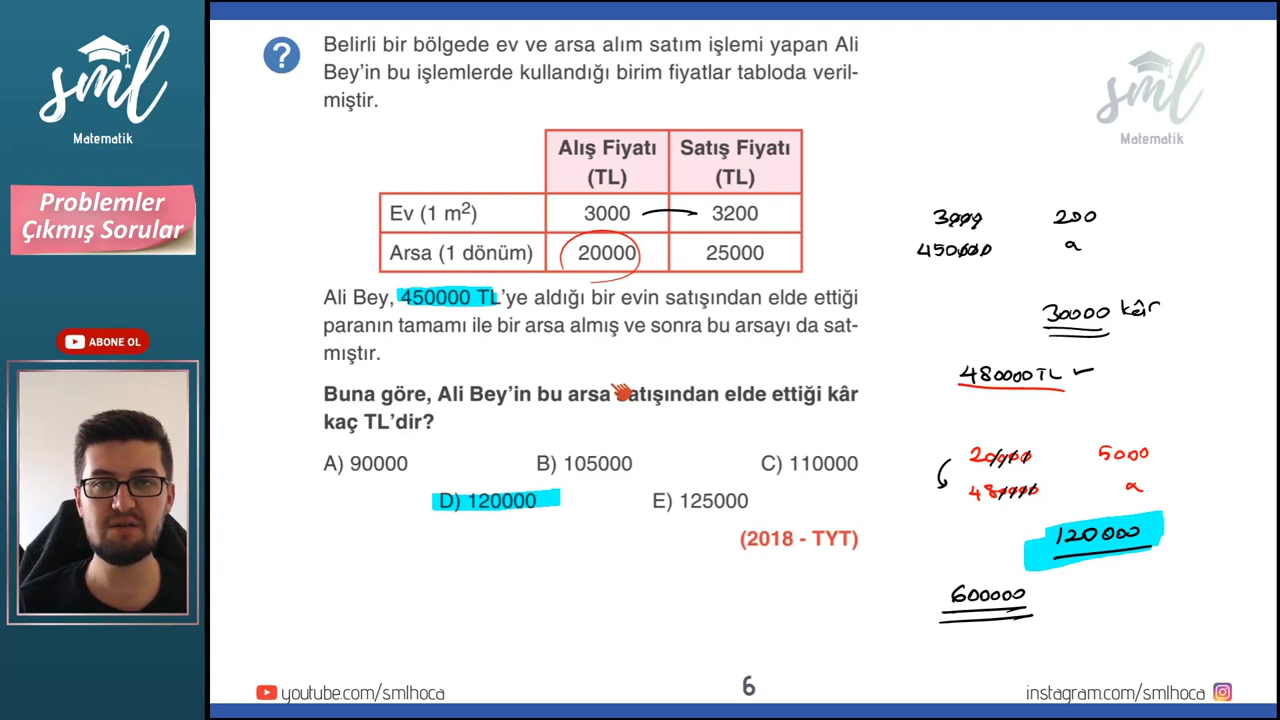 sml
Matematik
Problemler
Çıkmış Sorular
ABONE OL
?
Belirli bir bölgede ev ve arsa alım satım işlemi yapan Ali
Bey'in bu işlemlerde kullandığı birim fiyatlar tabloda veril-
miştir.
Alış Fiyatı (TL) Satış Fiyatı (TL)
Ev (1 m²) 3000 3200
Arsa (1 dönüm) 20000 25000
Ali Bey, 450000 TL'ye aldığı bir evin satışından elde ettiği
paranın tamamı ile bir arsa almış ve sonra bu arsayı da sat-
mıştır.
Buna göre, Ali Bey'in bu arsa satışından elde ettiği kâr
kaç TL'dir?
A) 90000 B) 105000 C) 110000
D) 120000 E) 125000
(2018 - TYT)
sml
Matematik
3000 200
450000 a
30000 kâr
480000 TL
20000 5000
480000 a
120000
600000
youtube.com/smlhoca
6
instagram.com/smlhoca